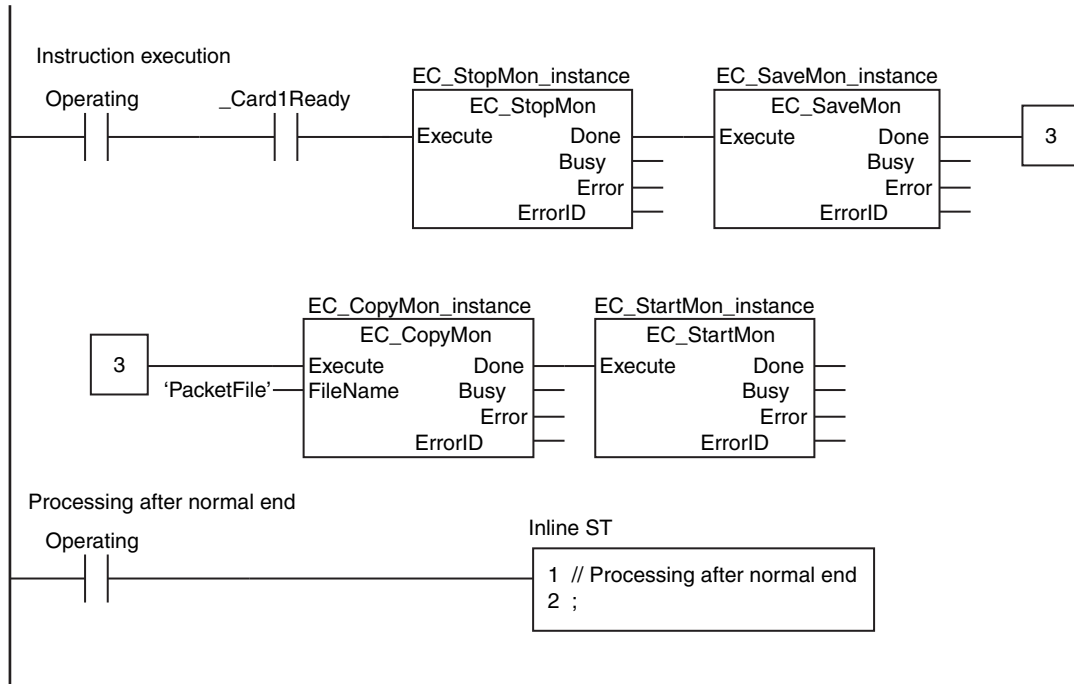 Instruction execution
Operating
_Card1Ready
EC_StopMon_instance
EC_StopMon
Execute Done
Busy
Error
ErrorID
EC_SaveMon_instance
EC_SaveMon
Execute Done
Busy
Error
ErrorID
3
3
EC_CopyMon_instance
EC_CopyMon
Execute Done
‘PacketFile’ FileName Busy
Error
ErrorID
EC_StartMon_instance
EC_StartMon
Execute Done
Busy
Error
ErrorID
Processing after normal end
Operating
Inline ST
1 // Processing after normal end
2 ;